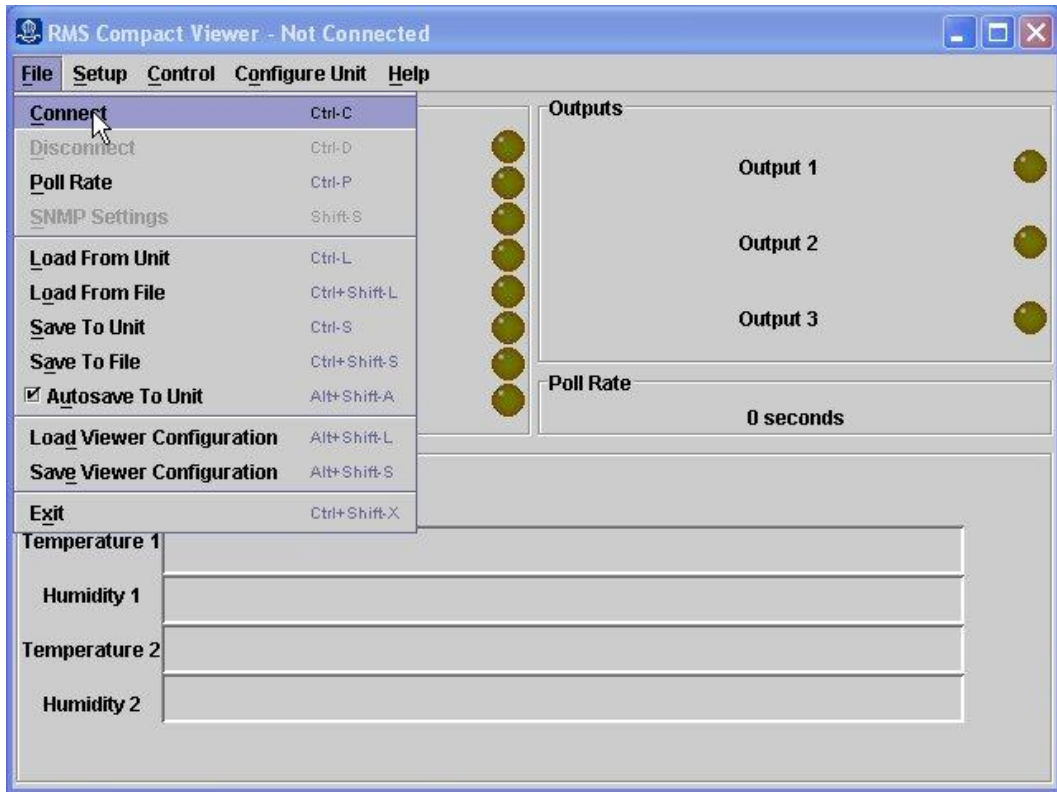 RMS Compact Viewer - Not Connected
File Setup Control Configure Unit Help
Connect Ctrl-C
Disconnect Ctrl-D
Poll Rate Ctrl-P
SNMP Settings Shift-S
Load From Unit Ctrl-L
Load From File Ctrl+Shift-L
Save To Unit Ctrl-S
Save To File Ctrl+Shift-S
Autosave To Unit Alt+Shift-A
Load Viewer Configuration Alt+Shift-L
Save Viewer Configuration Alt+Shift-S
Exit Ctrl+Shift-X
Outputs
Output 1
Output 2
Output 3
Poll Rate
0 seconds
Temperature 1
Humidity 1
Temperature 2
Humidity 2